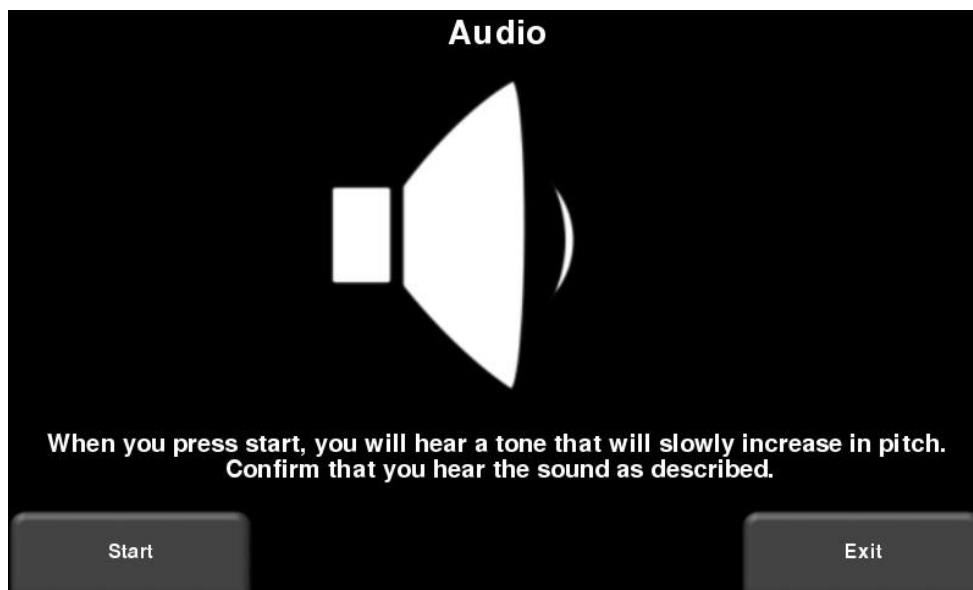 Audio
When you press start, you will hear a tone that will slowly increase in pitch.
Confirm that you hear the sound as described.
Start
Exit